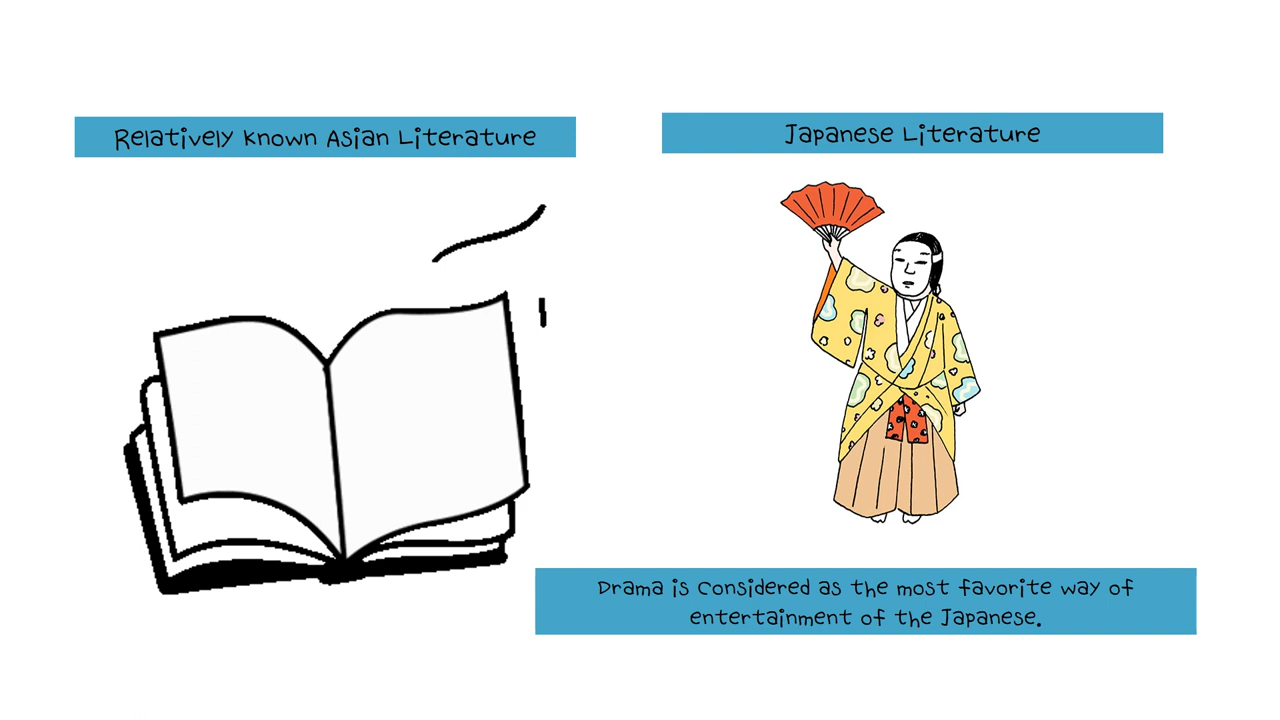 Relatively Known Asian Literature
Japanese Literature
Drama is considered as the most favorite way of
entertainment of the Japanese.